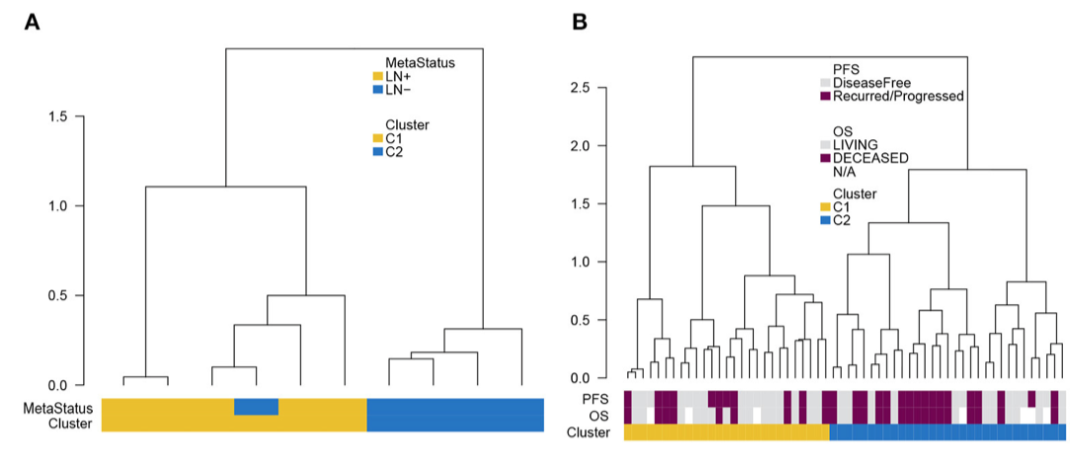 A
MetaStatus
LN+
LN−
Cluster
C1
C2
1.5
1.0
0.5
0.0
MetaStatus
Cluster
B
PFS
DiseaseFree
Recurred/Progressed
OS
LIVING
DECEASED
N/A
Cluster
C1
C2
2.5
2.0
1.5
1.0
0.5
0.0
PFS
OS
Cluster